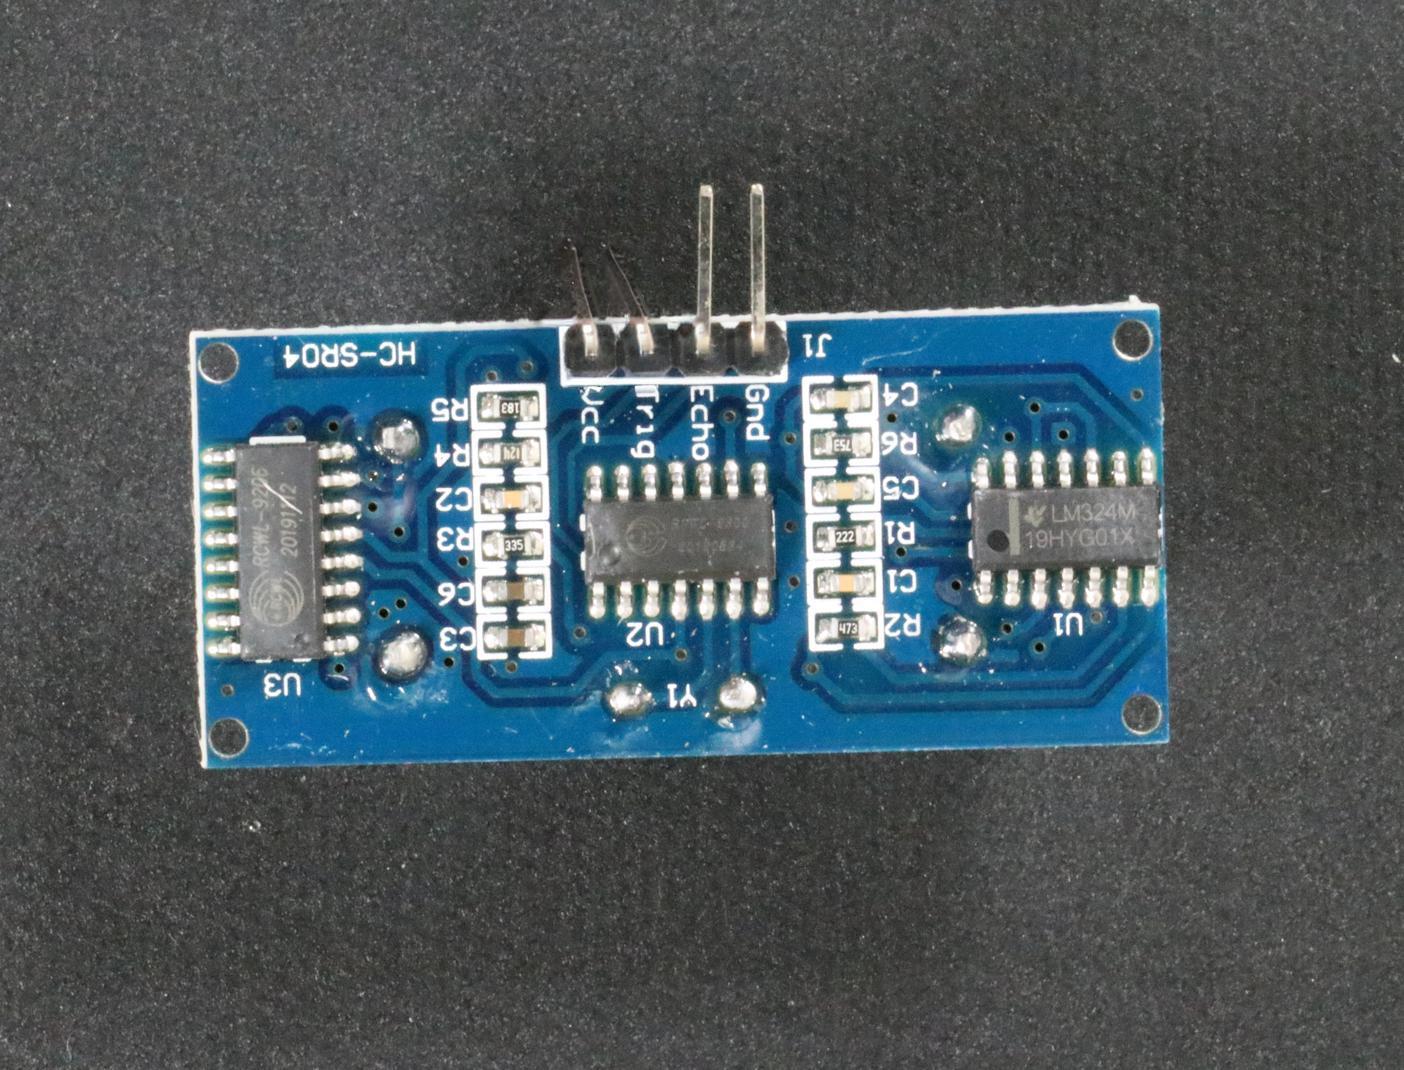 HC-SR04
J1
Vcc
Trig
Echo
Gnd
R5
183
R4
124
C2
R3
335
C6
C3
C4
R6
753
C5
R1
222
C1
R2
473
RCWL-9206
20191112
U3
U2
Y1
LM324M
19HYG01X
U1